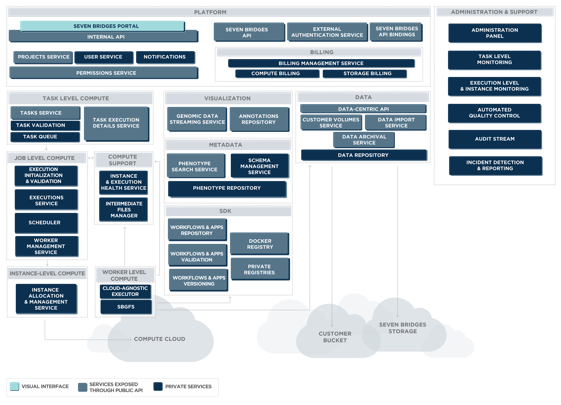 PLATFORM
SEVEN BRIDGES PORTAL
INTERNAL API
PROJECTS SERVICE
USER SERVICE
NOTIFICATIONS
PERMISSIONS SERVICE
SEVEN BRIDGES
API
EXTERNAL
AUTHENTICATION SERVICE
SEVEN BRIDGES
API BINDINGS
BILLING
BILLING MANAGEMENT SERVICE
COMPUTE BILLING
STORAGE BILLING
ADMINISTRATION & SUPPORT
ADMINISTRATION
PANEL
TASK LEVEL
MONITORING
EXECUTION LEVEL
& INSTANCE MONITORING
AUTOMATED
QUALITY CONTROL
AUDIT STREAM
INCIDENT DETECTION
& REPORTING
TASK LEVEL COMPUTE
TASKS SERVICE
TASK VALIDATION
TASK QUEUE
TASK EXECUTION
DETAILS SERVICE
VISUALIZATION
GENOMIC DATA
STREAMING SERVICE
ANNOTATIONS
REPOSITORY
DATA
DATA-CENTRIC API
CUSTOMER VOLUMES
SERVICE
DATA IMPORT
SERVICE
DATA ARCHIVAL
SERVICE
DATA REPOSITORY
JOB LEVEL COMPUTE
EXECUTION
INITIALIZATION
& VALIDATION
EXECUTIONS
SERVICE
SCHEDULER
WORKER
MANAGEMENT
SERVICE
COMPUTE
SUPPORT
INSTANCE
& EXECUTION
HEALTH SERVICE
INTERMEDIATE
FILES
MANAGER
METADATA
PHENOTYPE
SEARCH SERVICE
SCHEMA
MANAGEMENT
SERVICE
PHENOTYPE REPOSITORY
SDK
WORKFLOWS & APPS
REPOSITORY
WORKFLOWS & APPS
VALIDATION
WORKFLOWS & APPS
VERSIONING
DOCKER
REGISTRY
PRIVATE
REGISTRIES
INSTANCE-LEVEL COMPUTE
INSTANCE
ALLOCATION
& MANAGEMENT
SERVICE
WORKER LEVEL
COMPUTE
CLOUD-AGNOSTIC
EXECUTOR
SBGFS
COMPUTE CLOUD
CUSTOMER
BUCKET
SEVEN BRIDGES
STORAGE
VISUAL INTERFACE
SERVICES EXPOSED
THROUGH PUBLIC API
PRIVATE SERVICES